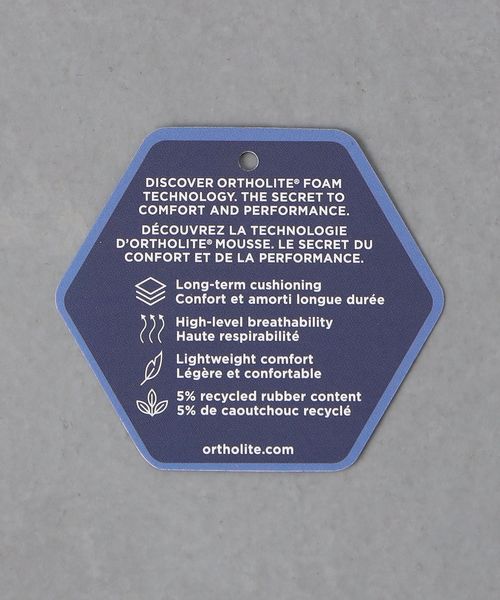 DISCOVER ORTHOLITE® FOAM
TECHNOLOGY. THE SECRET TO
COMFORT AND PERFORMANCE.
DÉCOUVREZ LA TECHNOLOGIE
D'ORTHOLITE® MOUSSE. LE SECRET DU
CONFORT ET DE LA PERFORMANCE.
Long-term cushioning
Confort et amorti longue durée
High-level breathability
Haute respirabilité
Lightweight comfort
Légère et confortable
5% recycled rubber content
5% de caoutchouc recyclé
ortholite.com